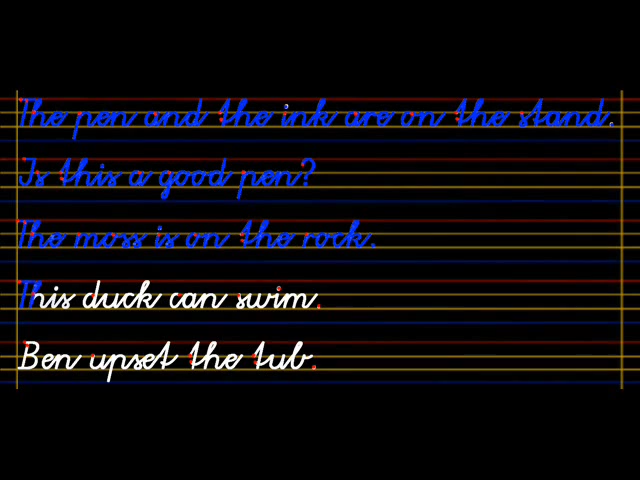 The pen and the ink are on the stand.
Is this a good pen?
The moss is on the rock.
This duck can swim.
Ben upset the tub.